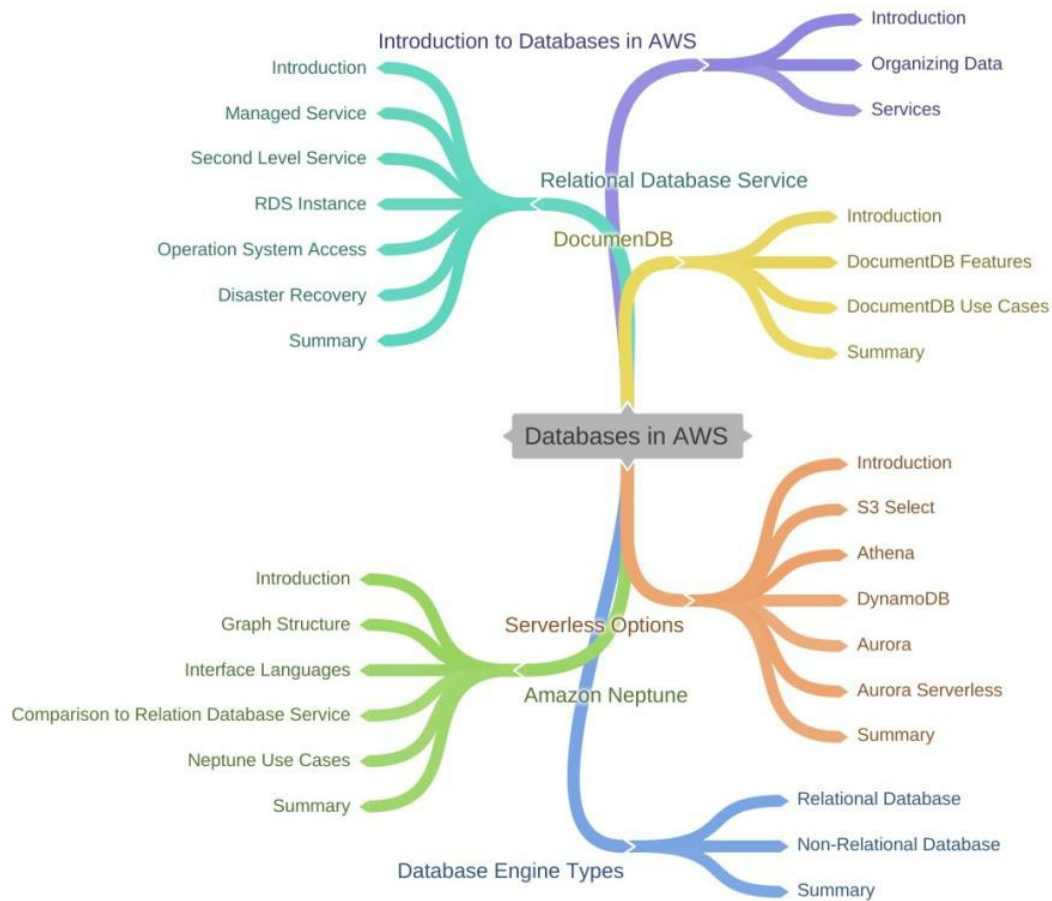 Introduction to Databases in AWS
Introduction
Organizing Data
Services
Relational Database Service
Introduction
Managed Service
Second Level Service
RDS Instance
Operation System Access
Disaster Recovery
Summary
DocumenDB
Introduction
DocumentDB Features
DocumentDB Use Cases
Summary
Databases in AWS
Serverless Options
Introduction
S3 Select
Athena
DynamoDB
Aurora
Aurora Serverless
Summary
Amazon Neptune
Introduction
Graph Structure
Interface Languages
Comparison to Relation Database Service
Neptune Use Cases
Summary
Database Engine Types
Relational Database
Non-Relational Database
Summary